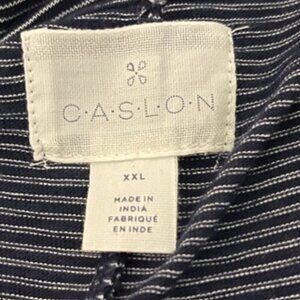 C·A·S·L·O·N
XXL
MADE IN
INDIA
FABRIQUÉ
EN INDE